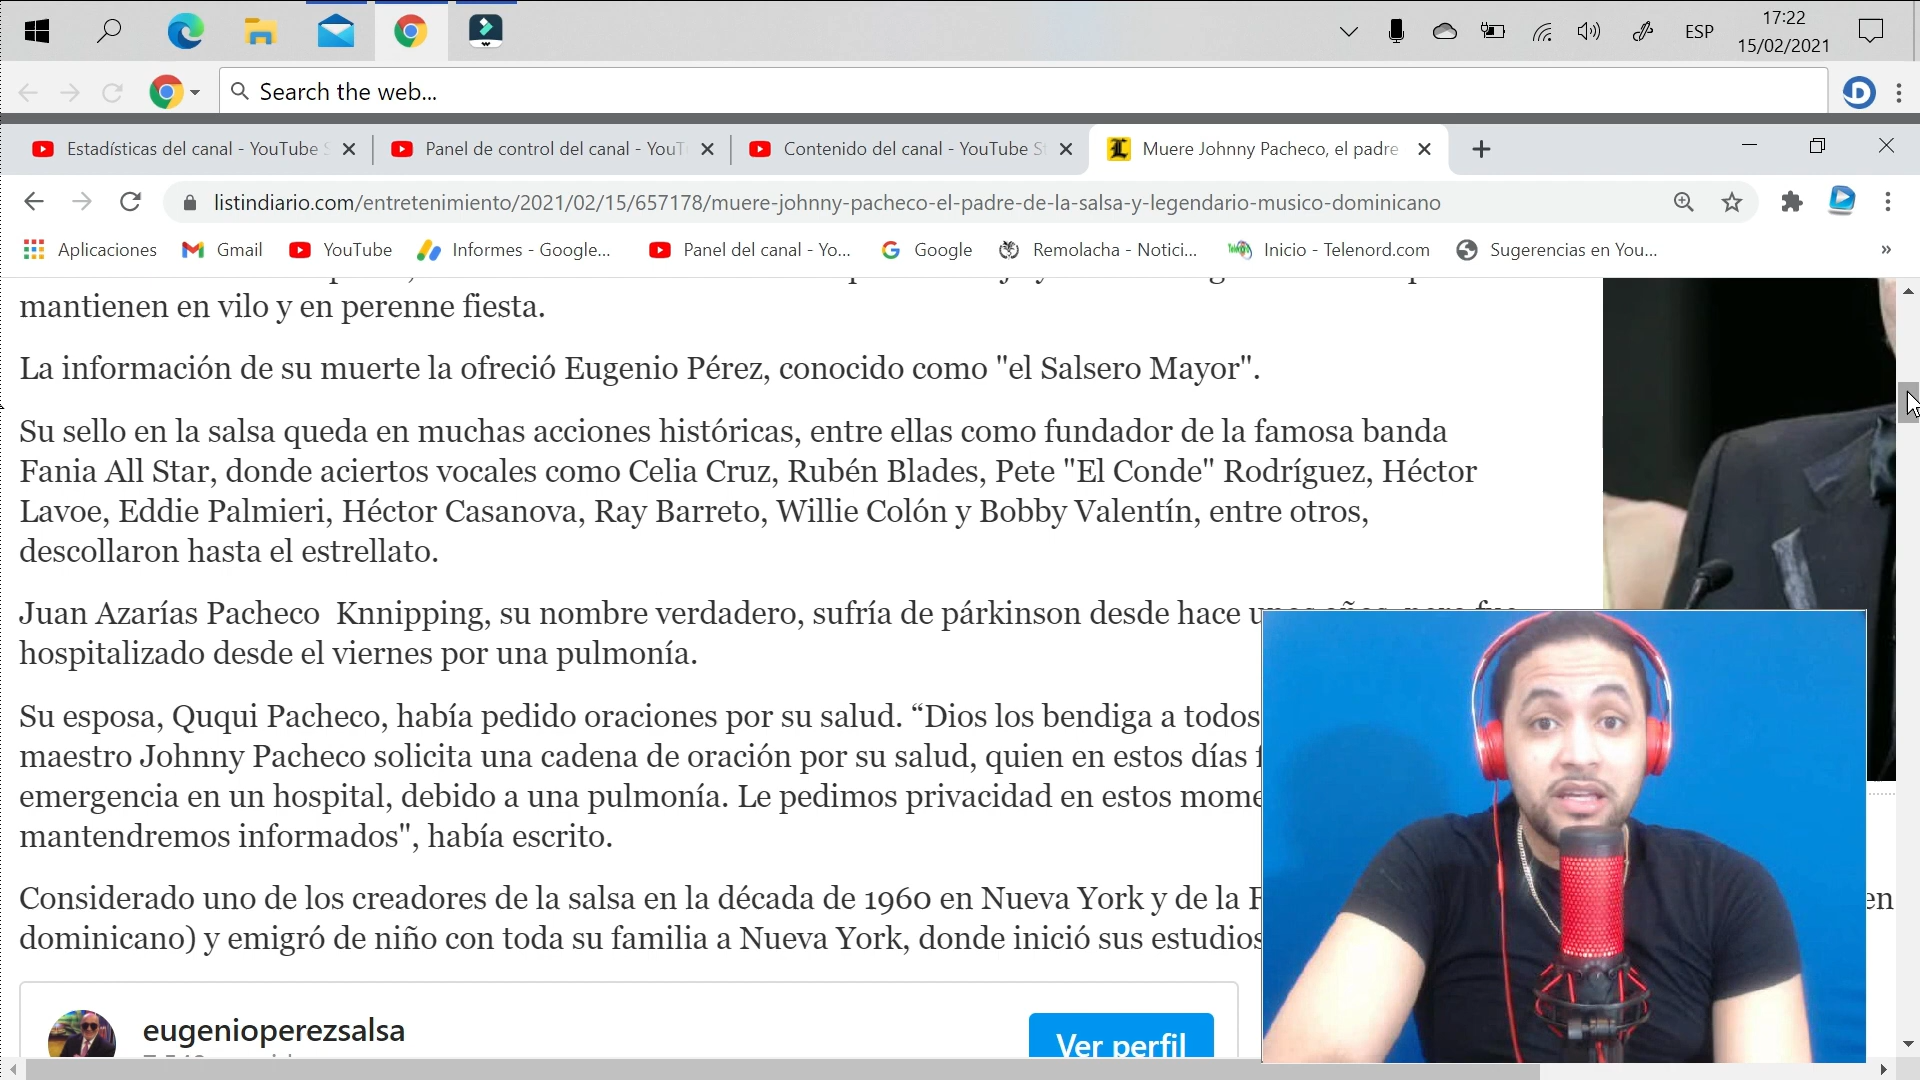 17:22
ESP
15/02/2021
Search the web...
Estadísticas del canal - YouTube S
Panel de control del canal - YouT
Contenido del canal - YouTube St
Muere Johnny Pacheco, el padre
listindiario.com/entretenimiento/2021/02/15/657178/muere-johnny-pacheco-el-padre-de-la-salsa-y-legendario-musico-dominicano
Aplicaciones
Gmail
YouTube
Informes - Google...
Panel del canal - Yo...
Google
Remolacha - Notici...
Inicio - Telenord.com
Sugerencias en You...
»
mantienen en vilo y en perenne fiesta.
La información de su muerte la ofreció Eugenio Pérez, conocido como "el Salsero Mayor".
Su sello en la salsa queda en muchas acciones históricas, entre ellas como fundador de la famosa banda
Fania All Star, donde aciertos vocales como Celia Cruz, Rubén Blades, Pete "El Conde" Rodríguez, Héctor
Lavoe, Eddie Palmieri, Héctor Casanova, Ray Barreto, Willie Colón y Bobby Valentín, entre otros,
descollaron hasta el estrellato.
Juan Azarías Pacheco Knnipping, su nombre verdadero, sufría de párkinson desde hace
hospitalizado desde el viernes por una pulmonía.
Su esposa, Ququi Pacheco, había pedido oraciones por su salud. “Dios los bendiga a todos
maestro Johnny Pacheco solicita una cadena de oración por su salud, quien en estos días
emergencia en un hospital, debido a una pulmonía. Le pedimos privacidad en estos mome
mantendremos informados", había escrito.
Considerado uno de los creadores de la salsa en la década de 1960 en Nueva York y de la en
dominicano) y emigró de niño con toda su familia a Nueva York, donde inició sus estudios
eugenioperezsalsa
Ver perfil